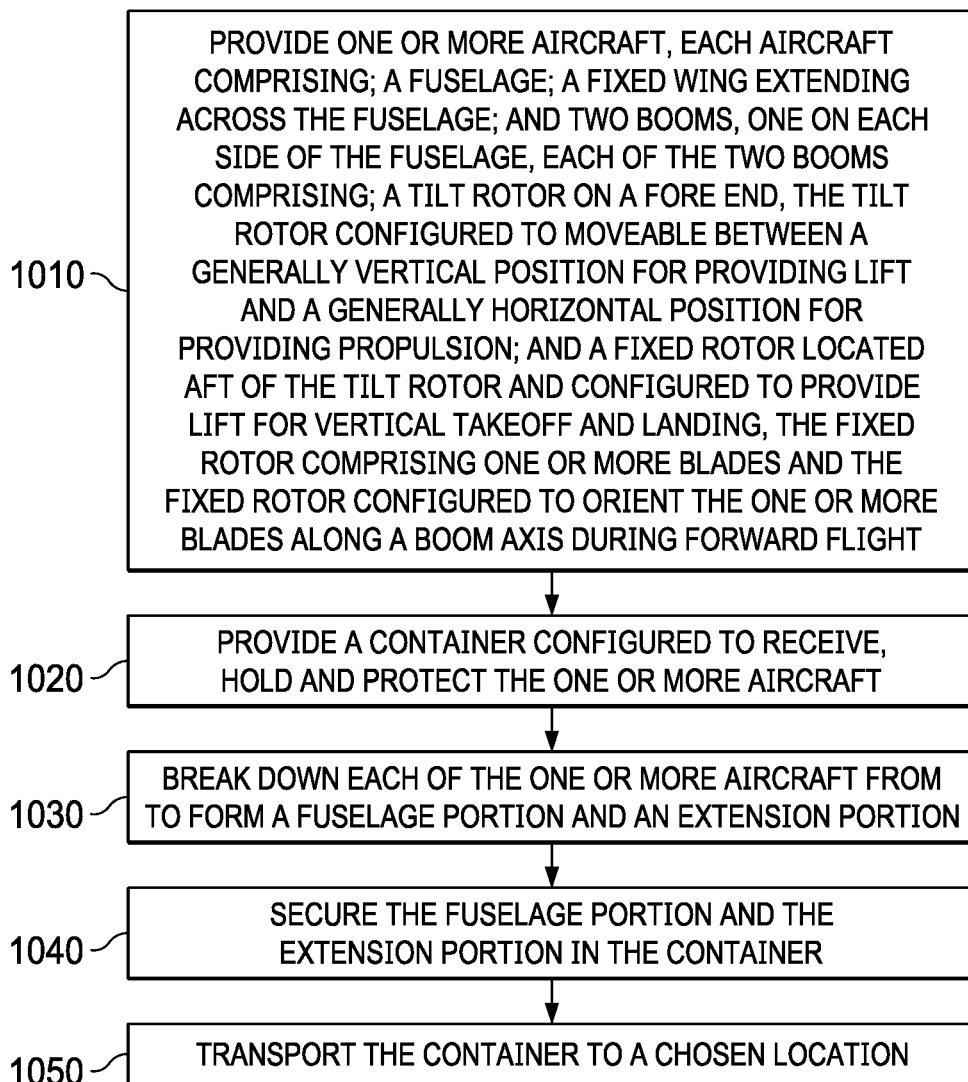 PROVIDE ONE OR MORE AIRCRAFT, EACH AIRCRAFT
COMPRISING; A FUSELAGE; A FIXED WING EXTENDING
ACROSS THE FUSELAGE; AND TWO BOOMS, ONE ON EACH
SIDE OF THE FUSELAGE, EACH OF THE TWO BOOMS
COMPRISING; A TILT ROTOR ON A FORE END, THE TILT
ROTOR CONFIGURED TO MOVEABLE BETWEEN A
1010
GENERALLY VERTICAL POSITION FOR PROVIDING LIFT
AND A GENERALLY HORIZONTAL POSITION FOR
PROVIDING PROPULSION; AND A FIXED ROTOR LOCATED
AFT OF THE TILT ROTOR AND CONFIGURED TO PROVIDE
LIFT FOR VERTICAL TAKEOFF AND LANDING, THE FIXED
ROTOR COMPRISING ONE OR MORE BLADES AND THE
FIXED ROTOR CONFIGURED TO ORIENT THE ONE OR MORE
BLADES ALONG A BOOM AXIS DURING FORWARD FLIGHT
1020
PROVIDE A CONTAINER CONFIGURED TO RECEIVE,
HOLD AND PROTECT THE ONE OR MORE AIRCRAFT
1030
BREAK DOWN EACH OF THE ONE OR MORE AIRCRAFT FROM
TO FORM A FUSELAGE PORTION AND AN EXTENSION PORTION
1040
SECURE THE FUSELAGE PORTION AND THE
EXTENSION PORTION IN THE CONTAINER
1050
TRANSPORT THE CONTAINER TO A CHOSEN LOCATION